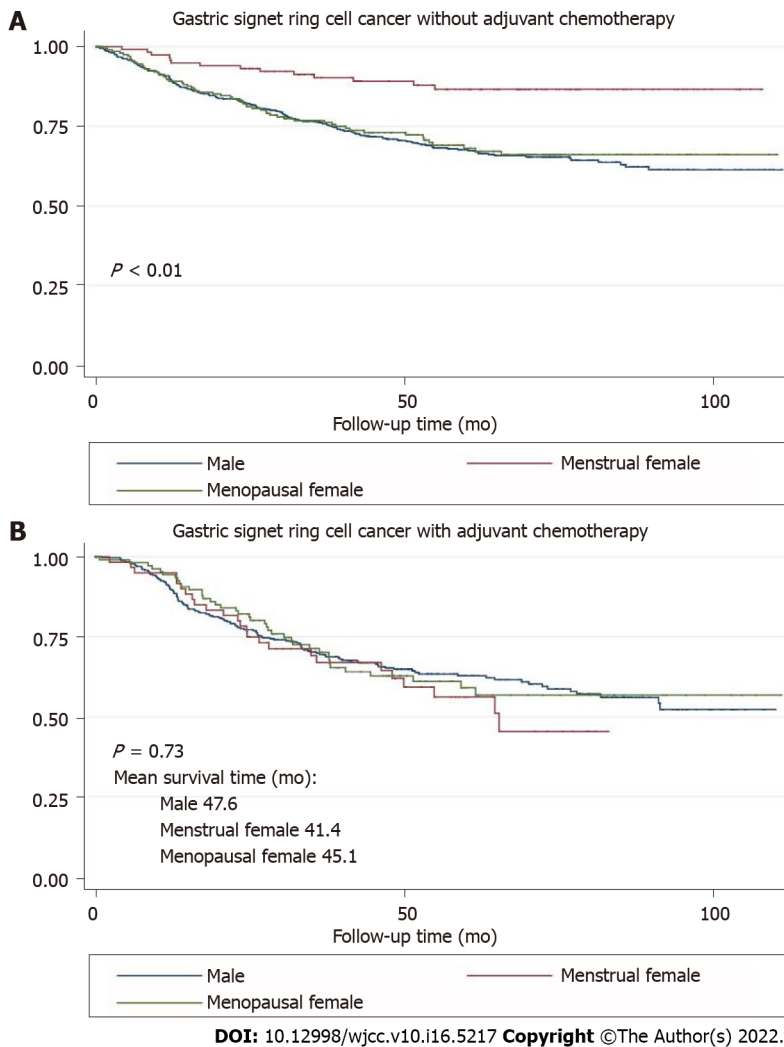 A
Gastric signet ring cell cancer without adjuvant chemotherapy
1.00
0.75
0.50
P < 0.01
0.25
0.00
0 50 100
Follow-up time (mo)
Male Menstrual female
Menopausal female
B
Gastric signet ring cell cancer with adjuvant chemotherapy
1.00
0.75
0.50
P = 0.73
Mean survival time (mo):
0.25
Male 47.6
Menstrual female 41.4
Menopausal female 45.1
0.00
0 50 100
Follow-up time (mo)
Male Menstrual female
Menopausal female
DOI: 10.12998/wjcc.v10.i16.5217 Copyright ©The Author(s) 2022.